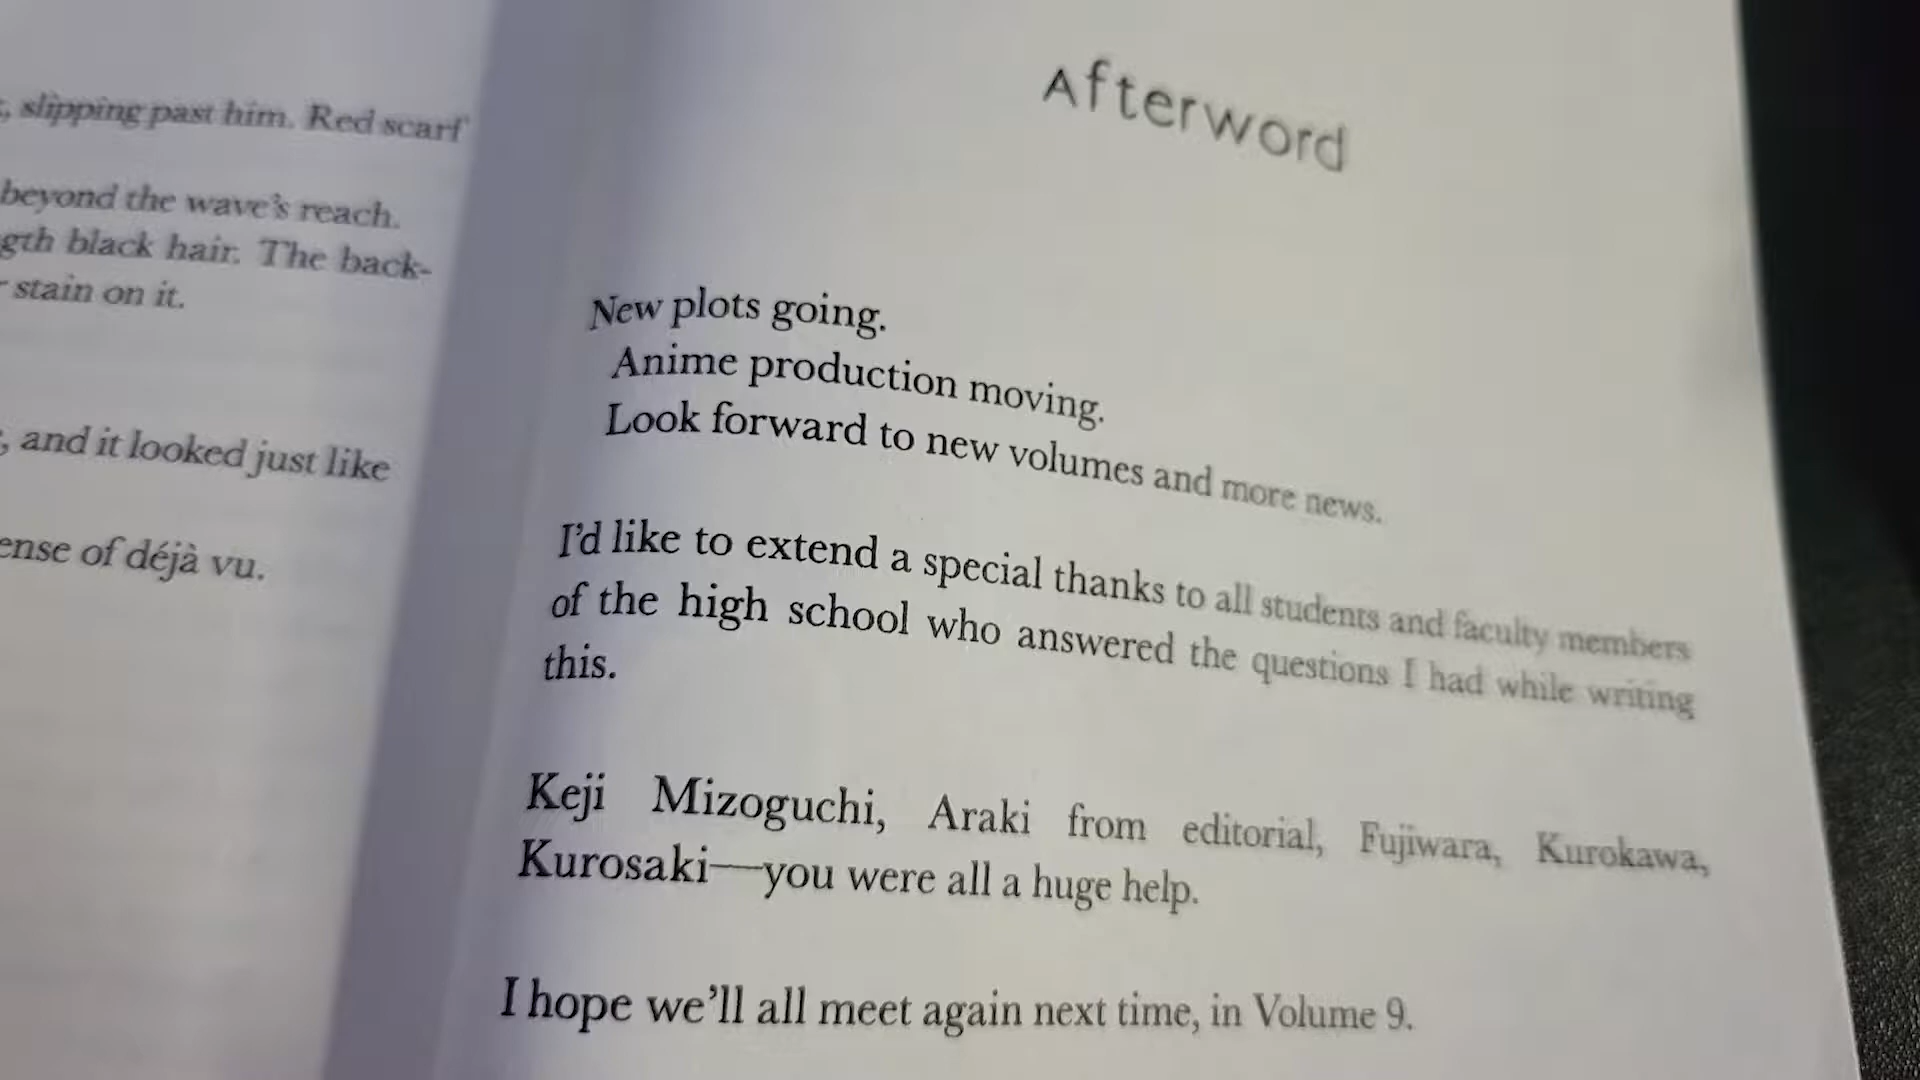 , slipping past him. Red scarf
beyond the wave's reach.
gth black hair. The back-
stain on it.
, and it looked just like
ense of déjà vu.
Afterword
New plots going.
Anime production moving.
Look forward to new volumes and more news.
I'd like to extend a special thanks to all students and faculty members
of the high school who answered the questions I had while writing
this.
Keji Mizoguchi, Araki from editorial, Fujiwara, Kurokawa,
Kurosaki—you were all a huge help.
I hope we'll all meet again next time, in Volume 9.